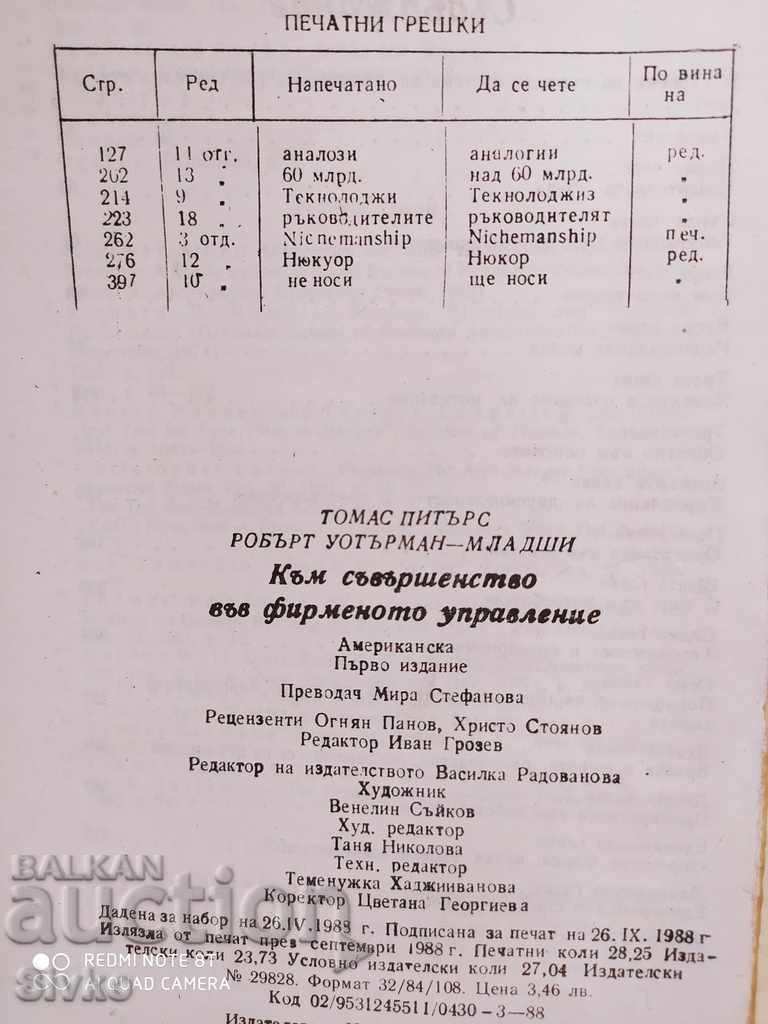 ПЕЧАТНИ ГРЕШКИ
Стр. Ред Напечатано Да се чете По вина на
127 11 отг. аналози аналогии ред.
202 13 „ 60 млрд. над 60 млрд. „
214 9 „ Текнолоджи Текнолоджиз „
223 18 „ ръководителите ръководителят „
262 3 отд. Nicnemanship Nichemanship печ.
276 12 „ Нюкуор Нюкор ред.
397 10 „ не носи ще носи „
ТОМАС ПИТЪРС
РОБЪРТ УОТЪРМАН—МЛАДШИ
Към съвършенство
във фирменото управление
Американска
Първо издание
Преводач Мира Стефанова
Рецензенти Огнян Панов, Христо Стоянов
Редактор Иван Грозев
Редактор на издателството Василка Радованова
Художник
Венелин Съйков
Худ. редактор
Таня Николова
Техн. редактор
Теменужка Хаджииванова
Коректор Цветана Георгиева
Дадена за набор на 26.IV.1988 г. Подписана за печат на 26. IX. 1988 г
Излязла от печат през септември 1988 г. Печатни коли 28,25 Изда-
телски коли 23,73 Условно издателски коли 27,04 Издателски
№ 29828. Формат 32/84/108. Цена 3,46 лв.
Код 02/9531245511/0430—3—88
BALKAN
auction
REDMI NOTE 8T
AI QUAD CAMERA
Sivko